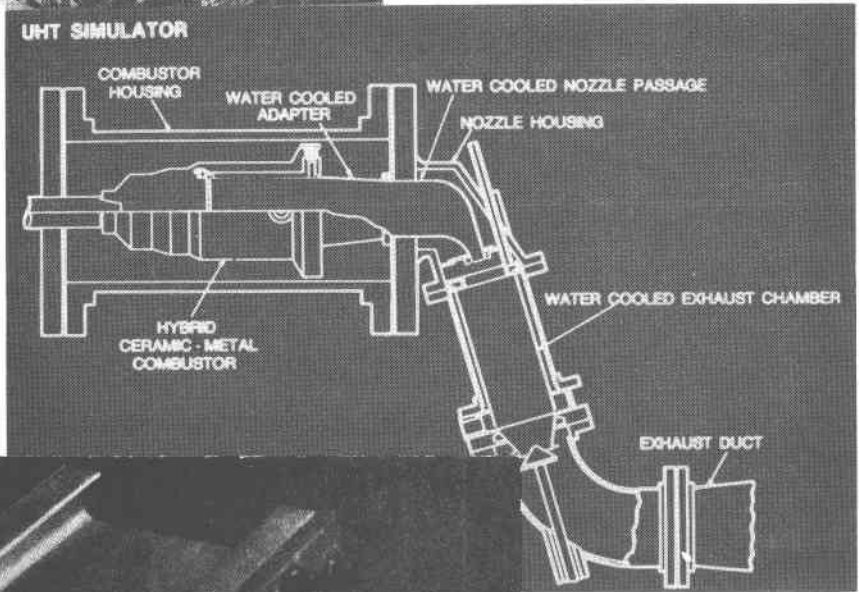 UHT SIMULATOR
COMBUSTOR
HOUSING
WATER COOLED
ADAPTER
WATER COOLED NOZZLE PASSAGE
NOZZLE HOUSING
WATER COOLED EXHAUST CHAMBER
HYBRID
CERAMIC - METAL
COMBUSTOR
EXHAUST DUCT